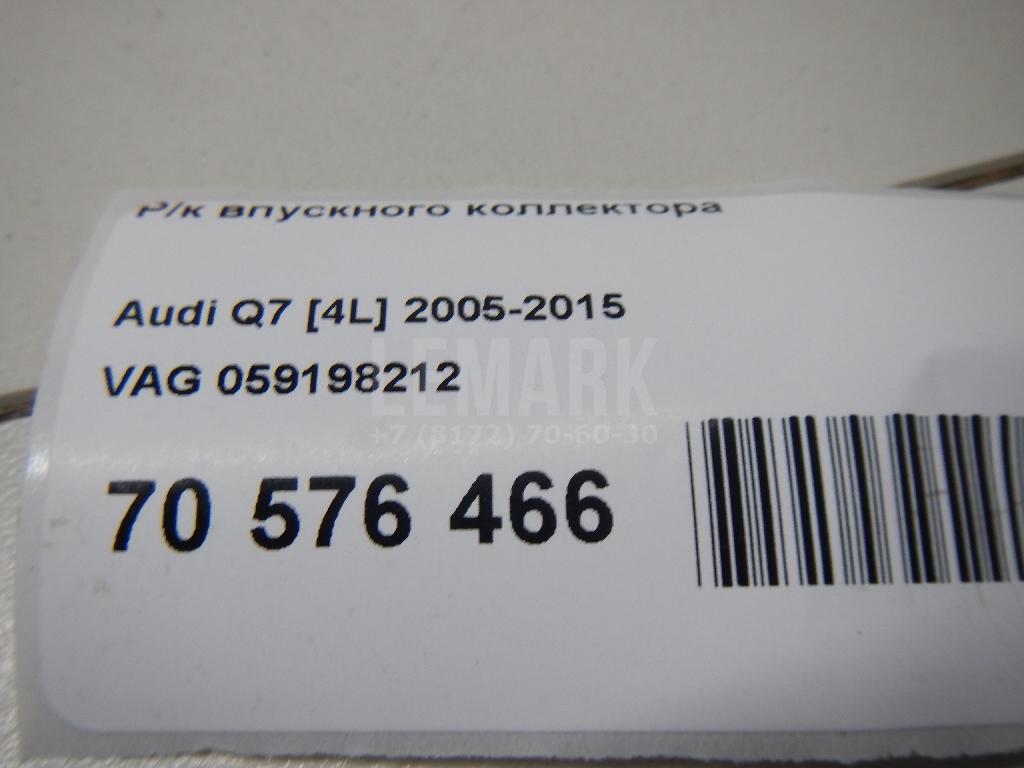 Р/к впускного коллектора
Audi Q7 [4L] 2005-2015
VAG 059198212
LEMARK
+7 (8172) 70-60-30
70 576 466